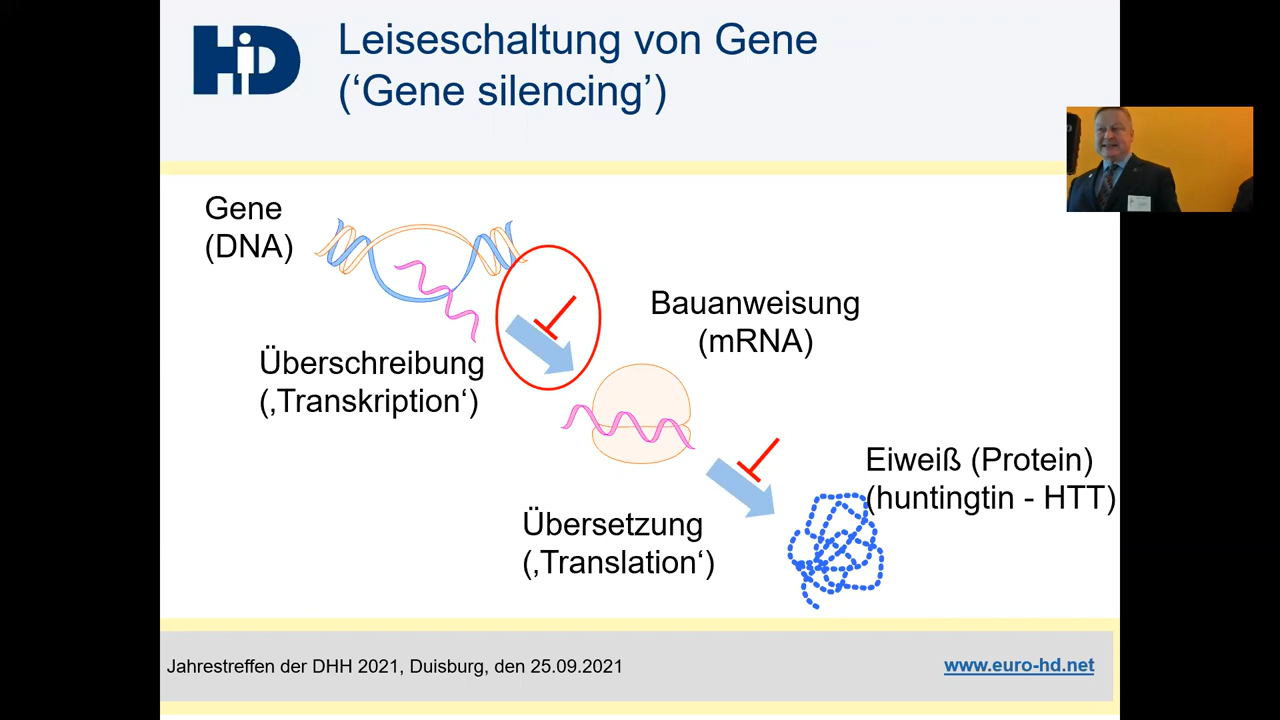 HD
Leiseschaltung von Gene
(‘Gene silencing’)
Gene
(DNA)
Bauanweisung
(mRNA)
Überschreibung
(‚Transkription‘)
Eiweiß (Protein)
(huntingtin - HTT)
Übersetzung
(‚Translation‘)
Jahrestreffen der DHH 2021, Duisburg, den 25.09.2021
www.euro-hd.net